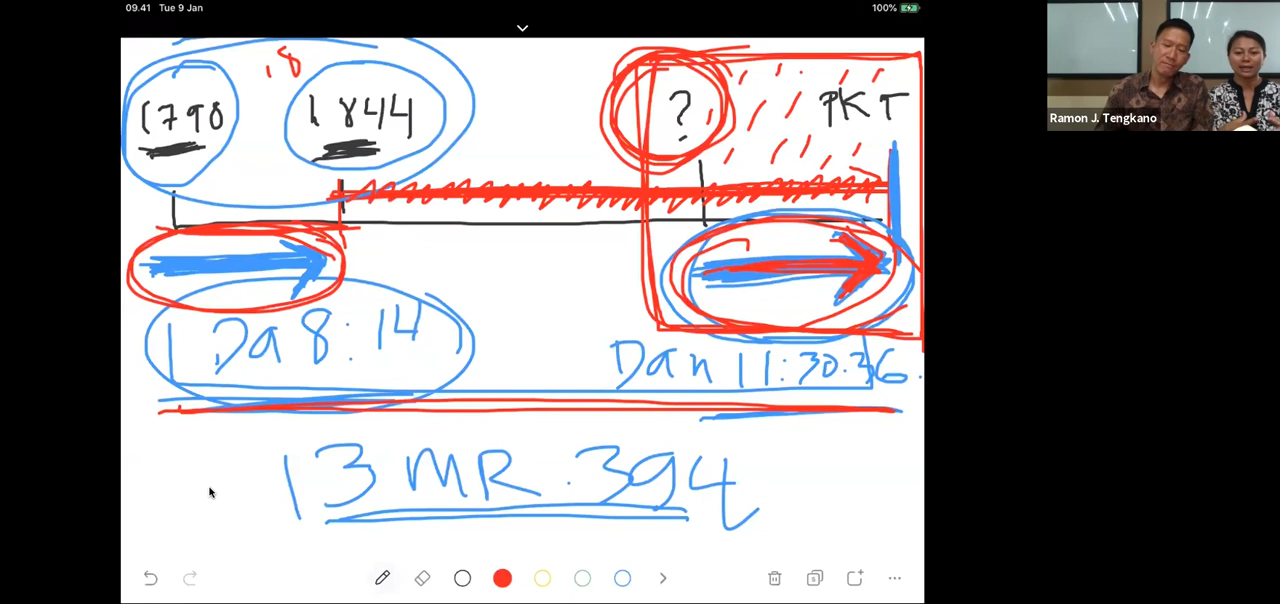 09.41 Tue 9 Jan
100%
Ramon J. Tengkano
18
1798 1844 ? PKT
Da 8:14
Dan 11:30.36.
13 MR.394